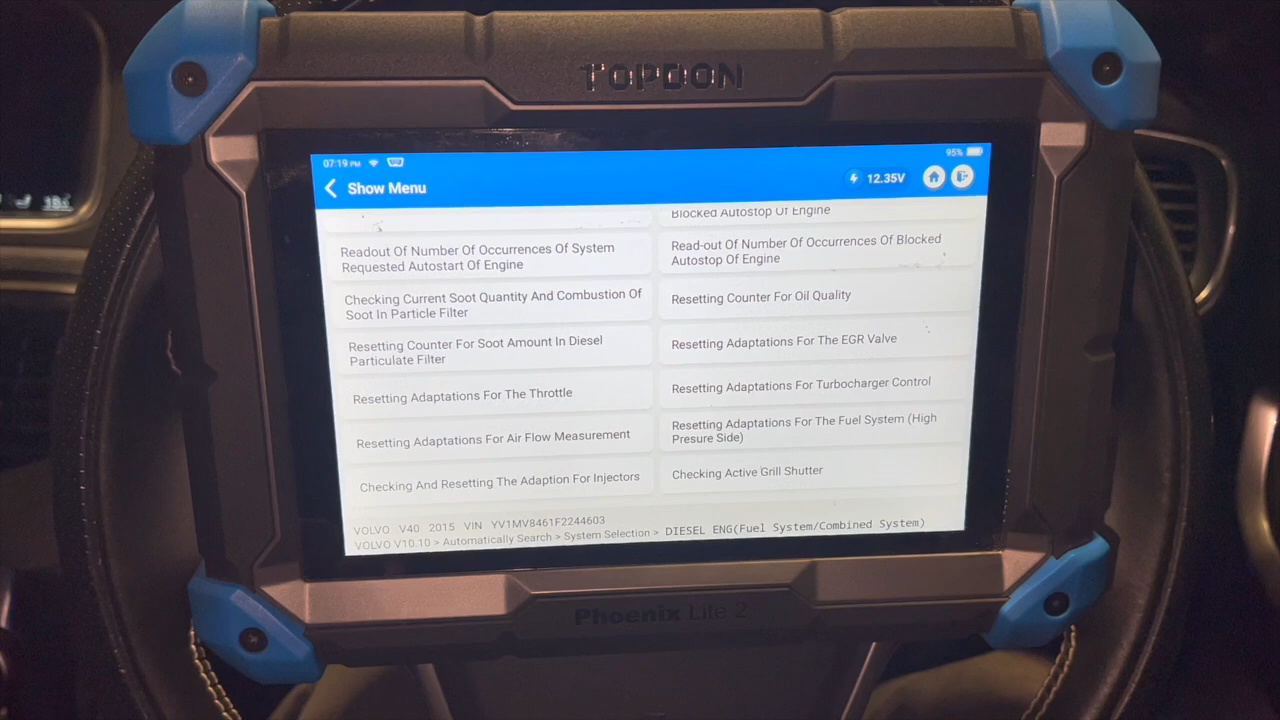 TOPDON
07:19 PM
95%
Show Menu
12.35V
Blocked Autostop Of Engine
Readout Of Number Of Occurrences Of System
Requested Autostart Of Engine
Read-out Of Number Of Occurrences Of Blocked
Autostop Of Engine
Checking Current Soot Quantity And Combustion Of
Soot In Particle Filter
Resetting Counter For Oil Quality
Resetting Counter For Soot Amount In Diesel
Particulate Filter
Resetting Adaptations For The EGR Valve
Resetting Adaptations For The Throttle
Resetting Adaptations For Turbocharger Control
Resetting Adaptations For Air Flow Measurement
Resetting Adaptations For The Fuel System (High
Presure Side)
Checking And Resetting The Adaption For Injectors
Checking Active Grill Shutter
VOLVO V40 2015 VIN YV1MV8461F2244603
VOLVO V10.10 > Automatically Search > System Selection > DIESEL ENG(Fuel System/Combined System)
Phoenix Lite 2